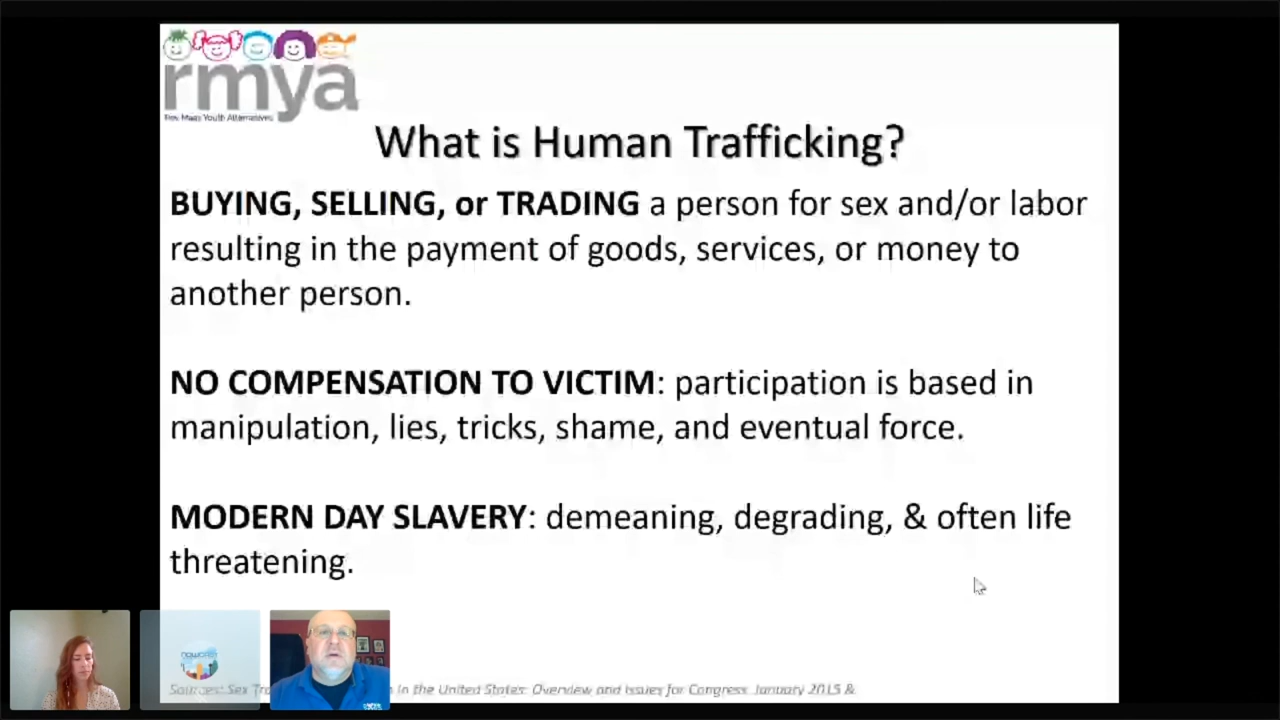 rmya
Roy Maas Youth Alternatives
What is Human Trafficking?
BUYING, SELLING, or TRADING a person for sex and/or labor
resulting in the payment of goods, services, or money to
another person.
NO COMPENSATION TO VICTIM: participation is based in
manipulation, lies, tricks, shame, and eventual force.
MODERN DAY SLAVERY: demeaning, degrading, & often life
threatening.
Sources: Sex in the United States: Overview and Issues for Congress January 2015 &